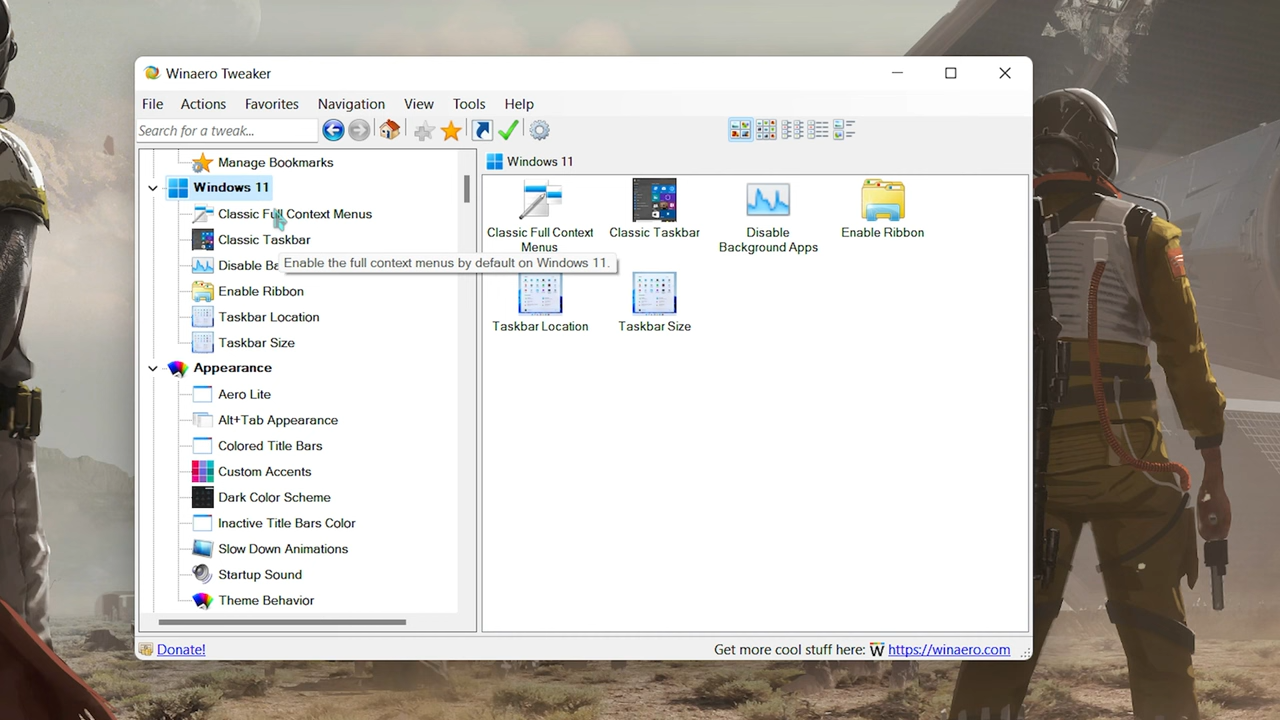 Winaero Tweaker
File Actions Favorites Navigation View Tools Help
Search for a tweak...
Manage Bookmarks
Windows 11
Classic Full Context Menus
Classic Taskbar
Disable Ba
Enable the full context menus by default on Windows 11.
Enable Ribbon
Taskbar Location
Taskbar Size
Appearance
Aero Lite
Alt+Tab Appearance
Colored Title Bars
Custom Accents
Dark Color Scheme
Inactive Title Bars Color
Slow Down Animations
Startup Sound
Theme Behavior
Windows 11
Classic Full Context
Menus
Classic Taskbar
Disable
Background Apps
Enable Ribbon
Taskbar Location
Taskbar Size
Donate!
Get more cool stuff here: W https://winaero.com